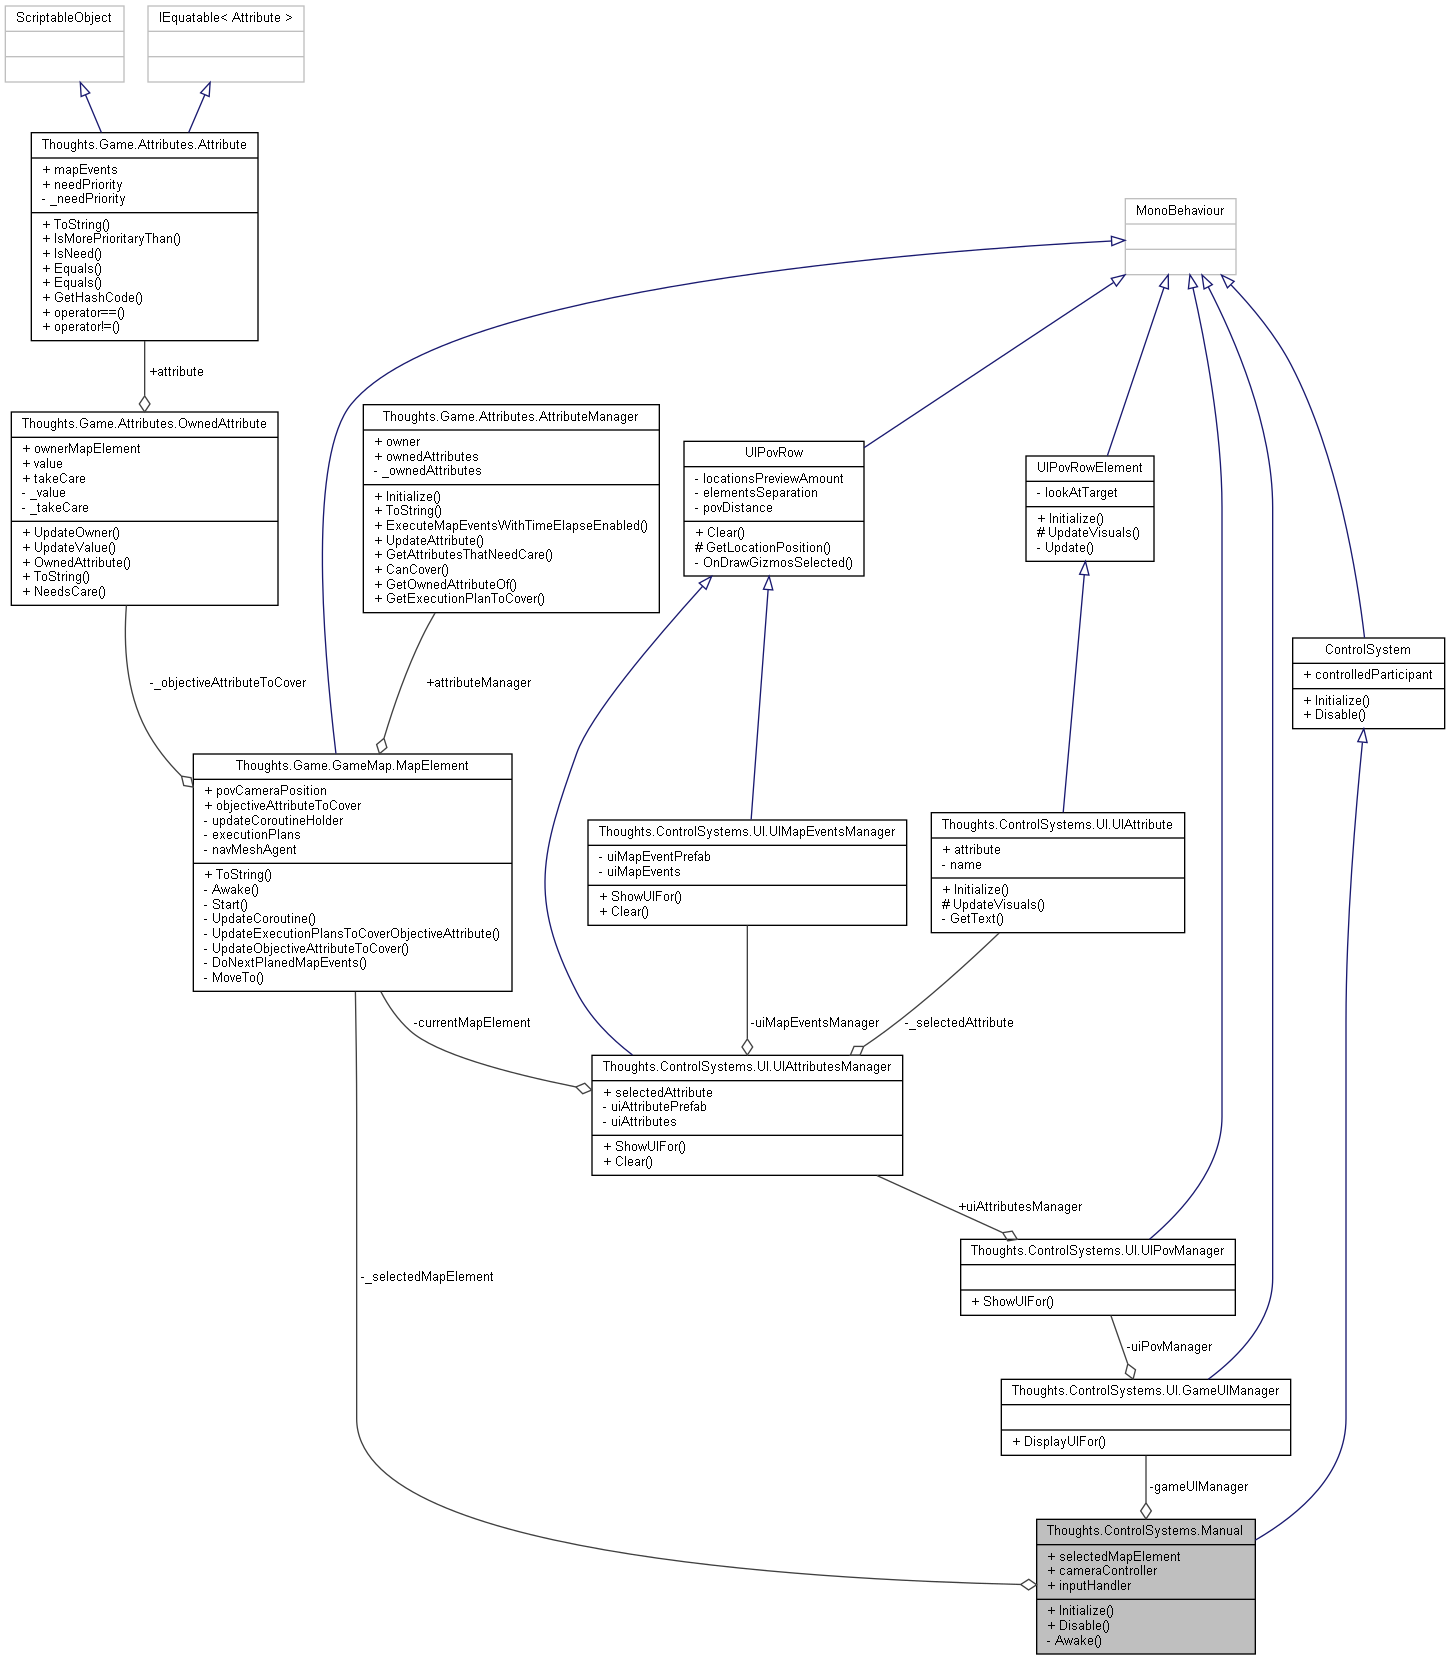 ScriptableObject
IEquatable< Attribute >
Thoughts.Game.Attributes.Attribute
+ mapEvents
+ needPriority
- _needPriority
+ ToString()
+ IsMorePrioritaryThan()
+ IsNeed()
+ Equals()
+ Equals()
+ GetHashCode()
+ operator==()
+ operator!=()
MonoBehaviour
+attribute
Thoughts.Game.Attributes.OwnedAttribute
+ ownerMapElement
+ value
+ takeCare
- _value
- _takeCare
+ UpdateOwner()
+ UpdateValue()
+ OwnedAttribute()
+ ToString()
+ NeedsCare()
Thoughts.Game.Attributes.AttributeManager
+ owner
+ ownedAttributes
- _ownedAttributes
+ Initialize()
+ ToString()
+ ExecuteMapEventsWithTimeElapseEnabled()
+ UpdateAttribute()
+ GetAttributesThatNeedCare()
+ CanCover()
+ GetOwnedAttributeOf()
+ GetExecutionPlanToCover()
UIPovRow
- locationsPreviewAmount
- elementsSeparation
- povDistance
+ Clear()
# GetLocationPosition()
- OnDrawGizmosSelected()
UIPovRowElement
- lookAtTarget
+ Initialize()
# UpdateVisuals()
- Update()
ControlSystem
+ controlledParticipant
+ Initialize()
+ Disable()
-_objectiveAttributeToCover
+attributeManager
Thoughts.Game.GameMap.MapElement
+ povCameraPosition
+ objectiveAttributeToCover
- updateCoroutineHolder
- executionPlans
- navMeshAgent
+ ToString()
- Awake()
- Start()
- UpdateCoroutine()
- UpdateExecutionPlansToCoverObjectiveAttribute()
- UpdateObjectiveAttributeToCover()
- DoNextPlanedMapEvents()
- MoveTo()
Thoughts.ControlSystems.UI.UIMapEventsManager
- uiMapEventPrefab
- uiMapEvents
+ ShowUIFor()
+ Clear()
Thoughts.ControlSystems.UI.UIAttribute
+ attribute
- name
+ Initialize()
# UpdateVisuals()
- GetText()
-currentMapElement
-uiMapEventsManager
-_selectedAttribute
Thoughts.ControlSystems.UI.UIAttributesManager
+ selectedAttribute
- uiAttributePrefab
- uiAttributes
+ ShowUIFor()
+ Clear()
+uiAttributesManager
Thoughts.ControlSystems.UI.UIPovManager
+ ShowUIFor()
-_selectedMapElement
-uiPovManager
Thoughts.ControlSystems.UI.GameUIManager
+ DisplayUIFor()
-gameUIManager
Thoughts.ControlSystems.Manual
+ selectedMapElement
+ cameraController
+ inputHandler
+ Initialize()
+ Disable()
- Awake()